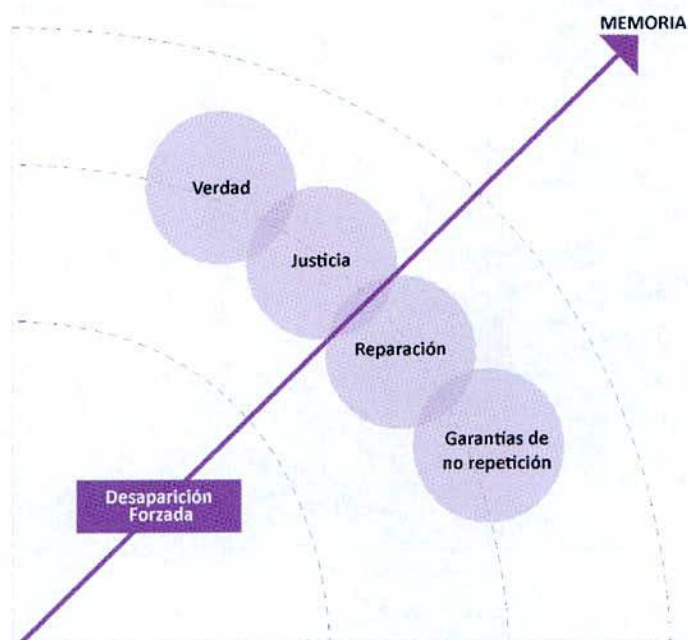 MEMORIA
Verdad
Justicia
Reparación
Garantías de
no repetición
Desaparición
Forzada